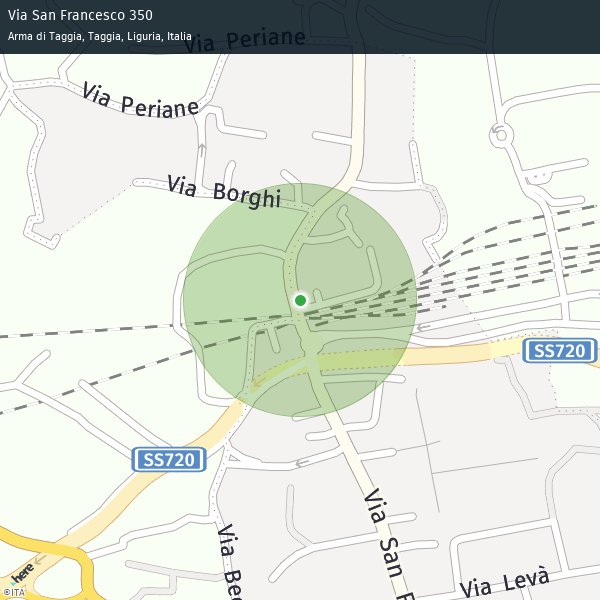 Via San Francesco 350
Arma di Taggia, Taggia, Liguria, Italia
Via Periane
Via Periane
Via Borghi
SS720
SS720
Via San F
Via Bec
Via Levà
here
©ITA